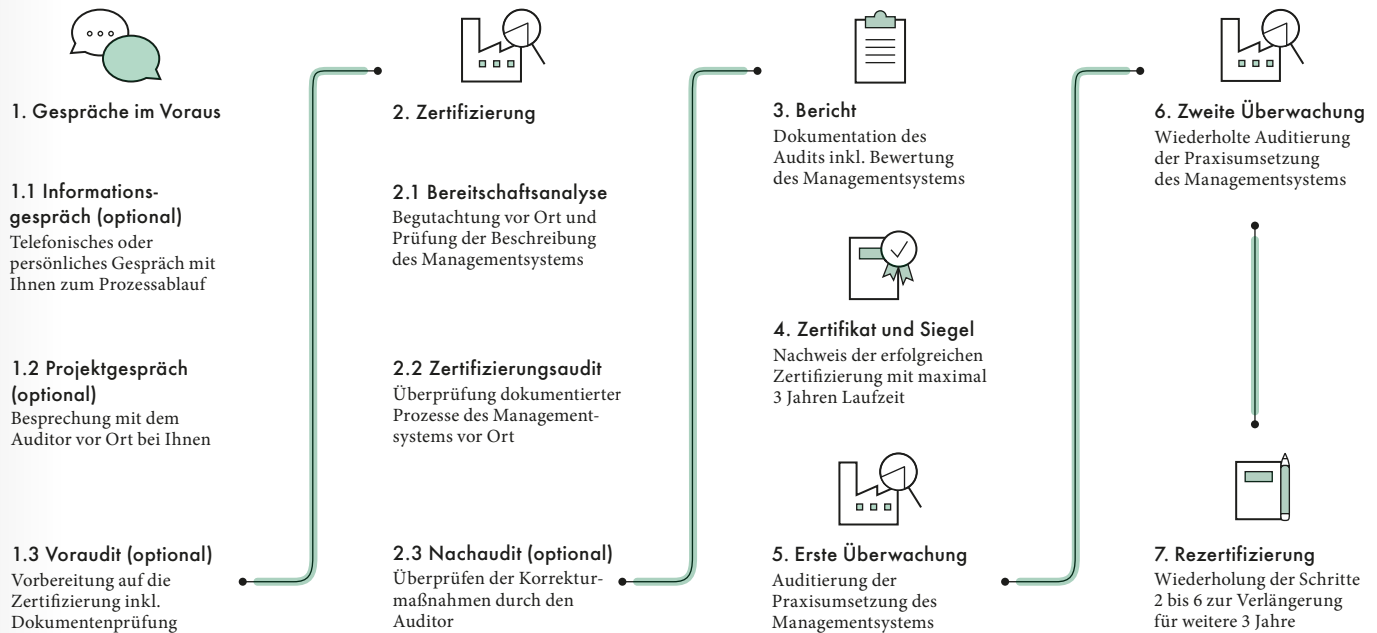 1. Gespräche im Voraus
1.1 Informations-
gespräch (optional)
Telefonisches oder
persönliches Gespräch mit
Ihnen zum Prozessablauf
1.2 Projektgespräch
(optional)
Besprechung mit dem
Auditor vor Ort bei Ihnen
1.3 Voraudit (optional)
Vorbereitung auf die
Zertifizierung inkl.
Dokumentenprüfung
2. Zertifizierung
2.1 Bereitschaftsanalyse
Begutachtung vor Ort und
Prüfung der Beschreibung
des Managementsystems
2.2 Zertifizierungsaudit
Überprüfung dokumentierter
Prozesse des Management-
systems vor Ort
2.3 Nachaudit (optional)
Überprüfen der Korrektur-
maßnahmen durch den
Auditor
3. Bericht
Dokumentation des
Audits inkl. Bewertung
des Managementsystems
4. Zertifikat und Siegel
Nachweis der erfolgreichen
Zertifizierung mit maximal
3 Jahren Laufzeit
5. Erste Überwachung
Auditierung der
Praxisumsetzung des
Managementsystems
6. Zweite Überwachung
Wiederholte Auditierung
der Praxisumsetzung
des Managementsystems
7. Rezertifizierung
Wiederholung der Schritte
2 bis 6 zur Verlängerung
für weitere 3 Jahre